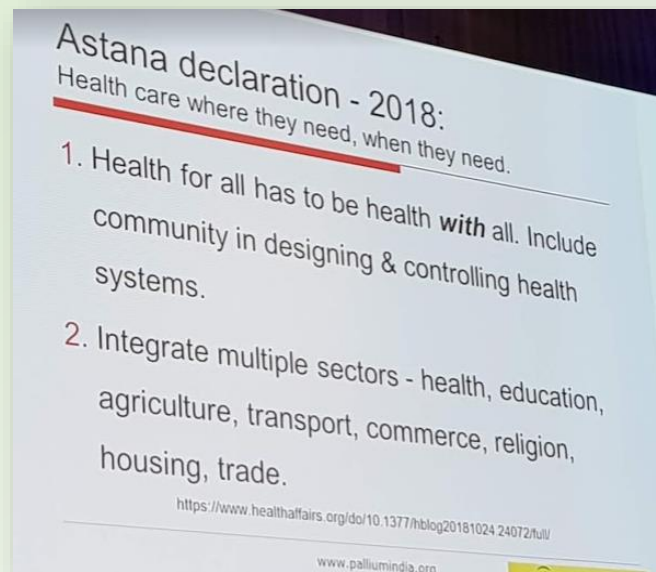 Astana declaration - 2018:
Health care where they need, when they need.
1. Health for all has to be health with all. Include
community in designing & controlling health
systems.
2. Integrate multiple sectors - health, education,
agriculture, transport, commerce, religion,
housing, trade.
https://www.healthaffairs.org/do/10.1377/hblog20181024.24072/full/
www.palliumindia.org